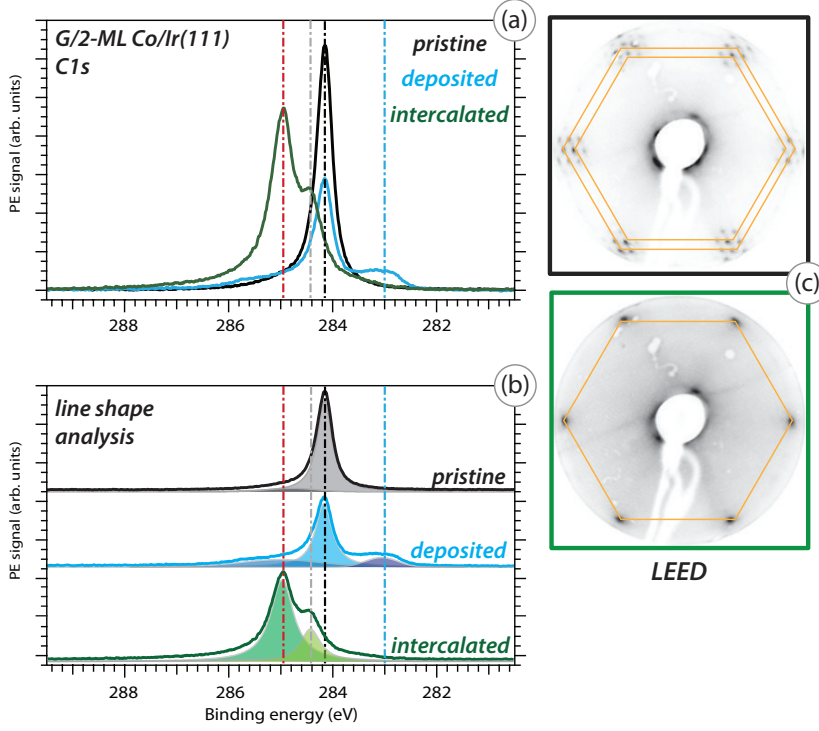 G/2-ML Co/Ir(111)
C1s
(a)
pristine
deposited
intercalated
PE signal (arb. units)
288 286 284 282
(c)
(b)
line shape
analysis
pristine
deposited
intercalated
PE signal (arb. units)
288 286 284 282
Binding energy (eV)
LEED